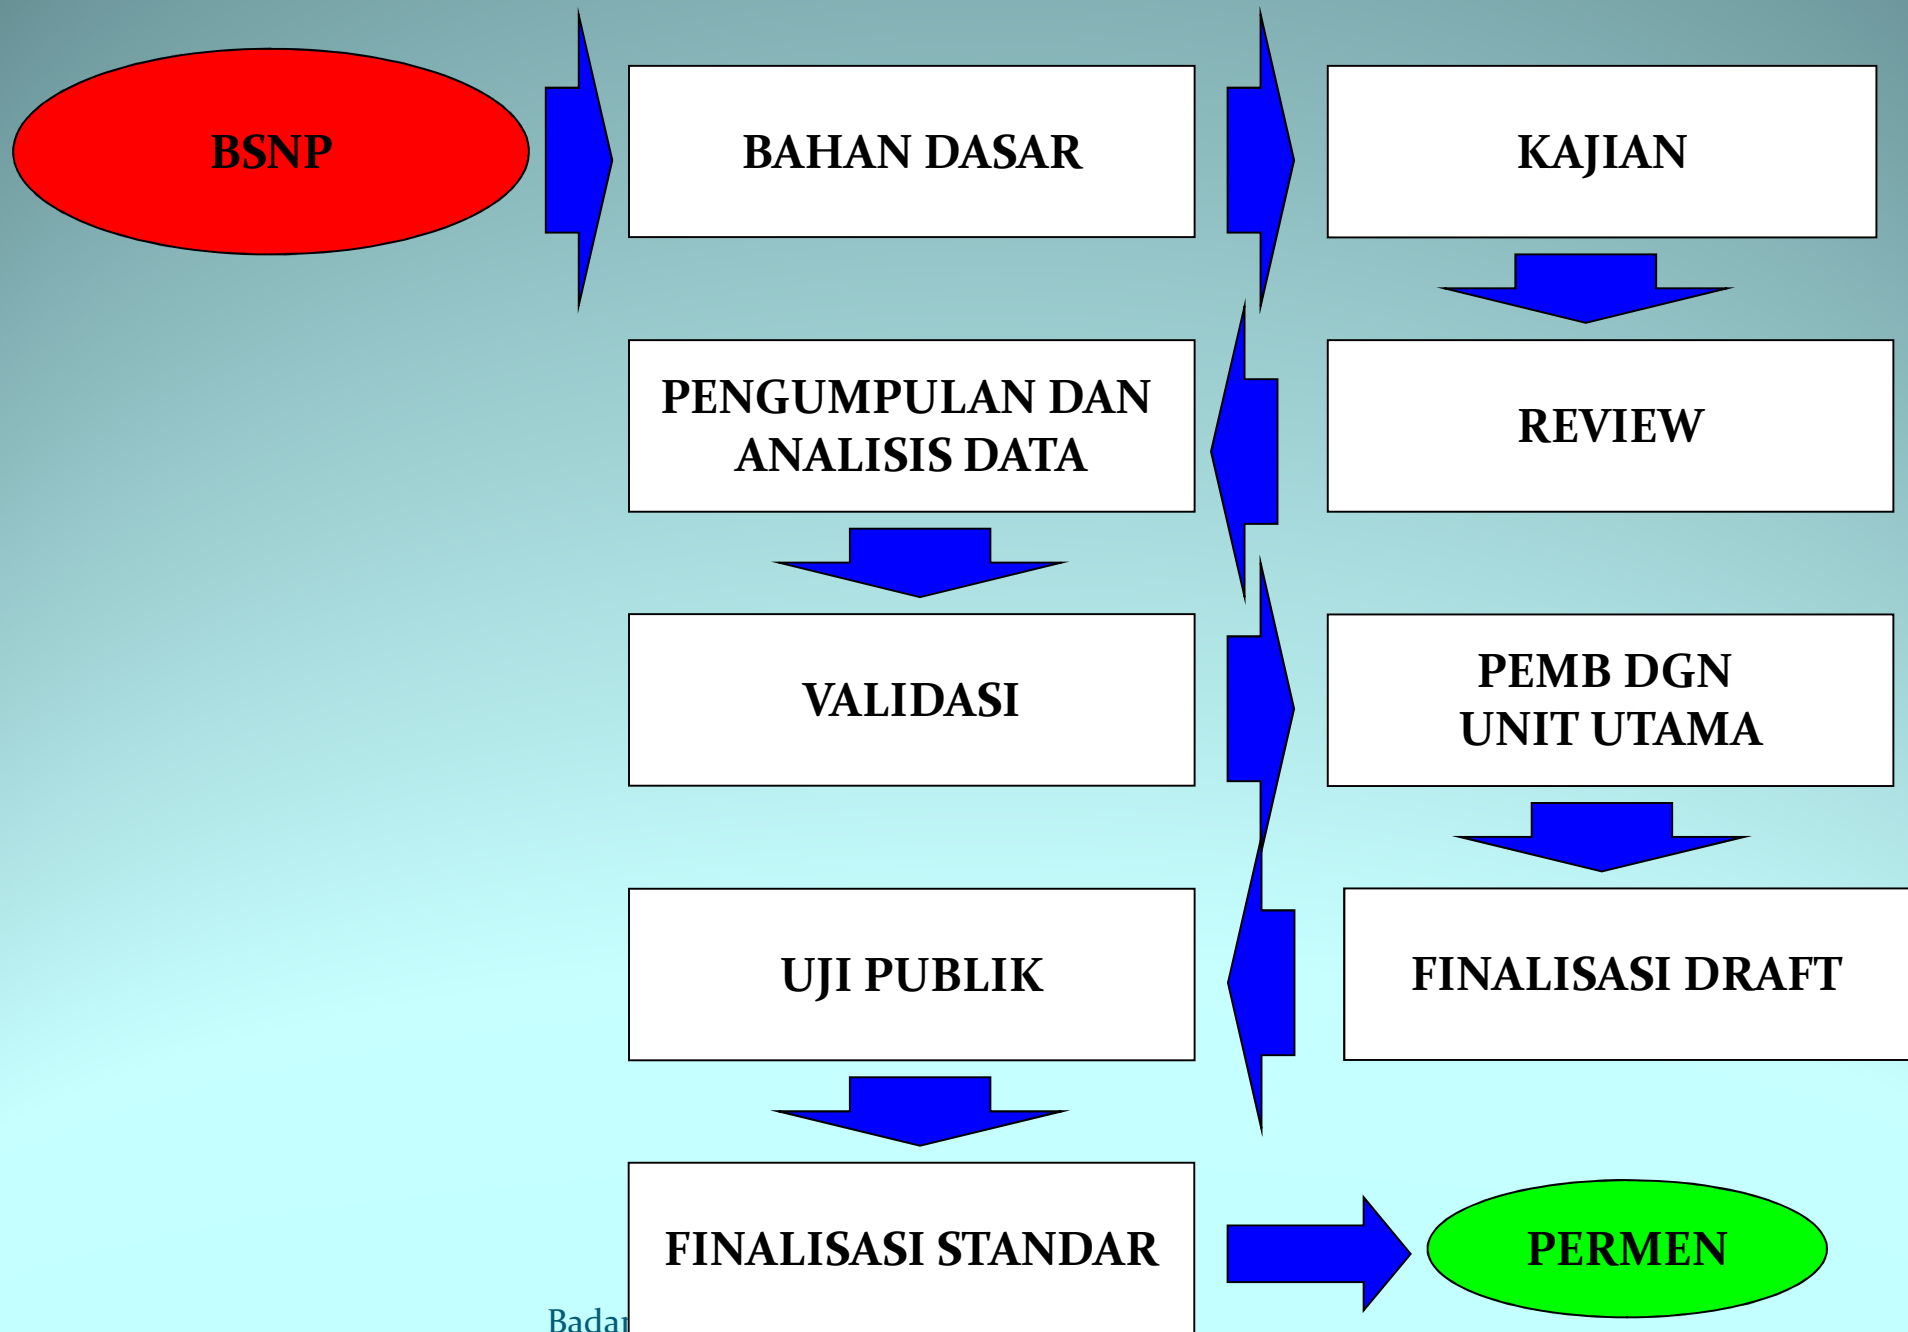 BSNP
BAHAN DASAR
KAJIAN
PENGUMPULAN DAN
ANALISIS DATA
REVIEW
VALIDASI
PEMB DGN
UNIT UTAMA
UJI PUBLIK
FINALISASI DRAFT
FINALISASI STANDAR
PERMEN